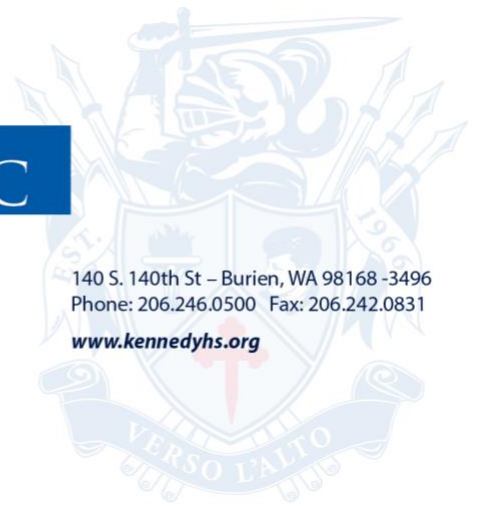 C
EST. 1966
140 S. 140th St – Burien, WA 98168 -3496
Phone: 206.246.0500 Fax: 206.242.0831
www.kennedyhs.org
VERSO L'ALTO